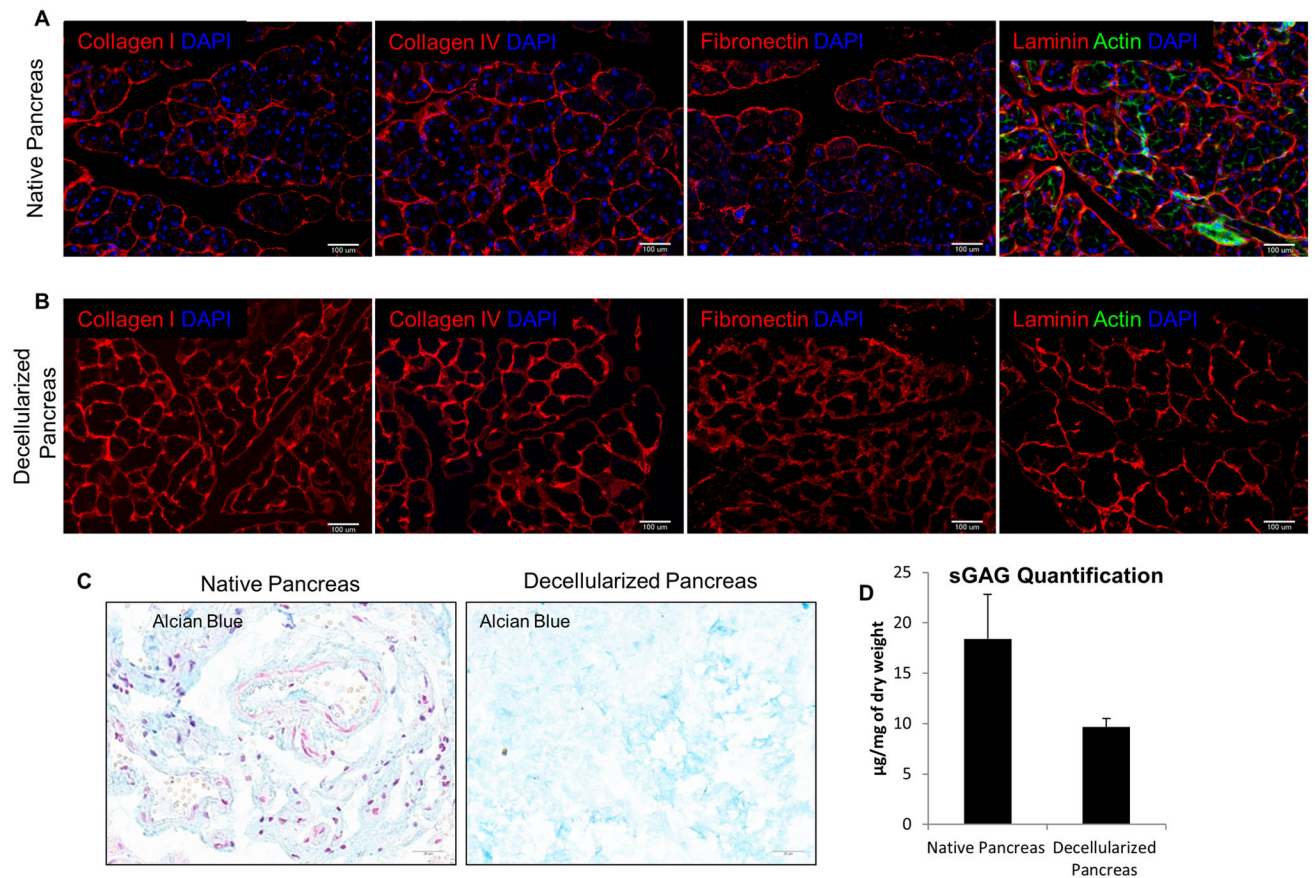 A
Collagen I DAPI
Collagen IV DAPI
Fibronectin DAPI
Laminin Actin DAPI
Native Pancreas
100 um
100 um
100 um
100 um
B
Collagen I DAPI
Collagen IV DAPI
Fibronectin DAPI
Laminin Actin DAPI
Decellularized
Pancreas
100 um
100 um
100 um
100 um
C
Native Pancreas
Decellularized Pancreas
Alcian Blue
Alcian Blue
D
sGAG Quantification
µg/mg of dry weight
25
20
15
10
5
0
Native Pancreas
Decellularized
Pancreas